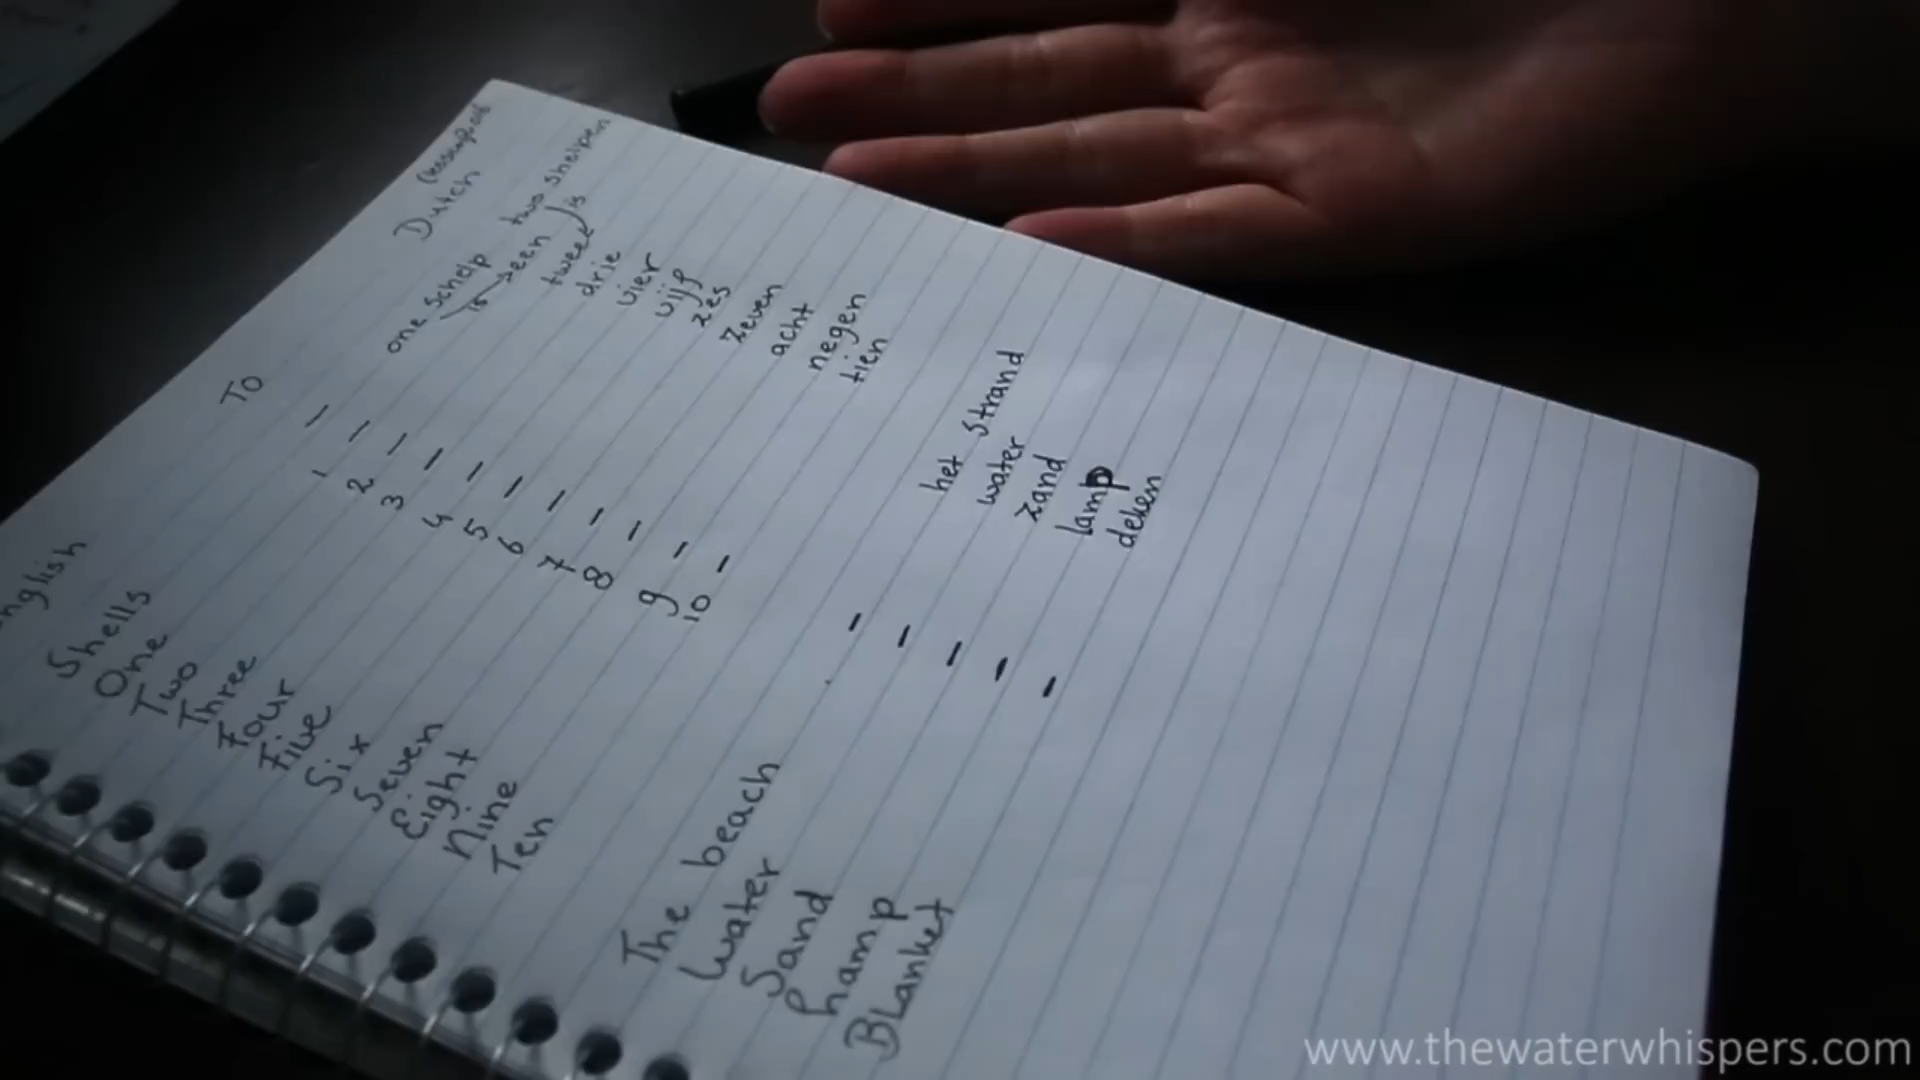 English To Dutch
Shells one schelp two shelpen
One 1 - is een
Two 2 - twee is
Three 3 - drie
Four 4 - vier
Five 5 - vijf
Six 6 - zes
Seven 7 - zeven
Eight 8 - acht
Nine 9 - negen
Ten 10 - tien
The beach - het strand
Water - water
Sand - zand
Lamp - lamp
Blanket - deken
www.thewaterwhispers.com